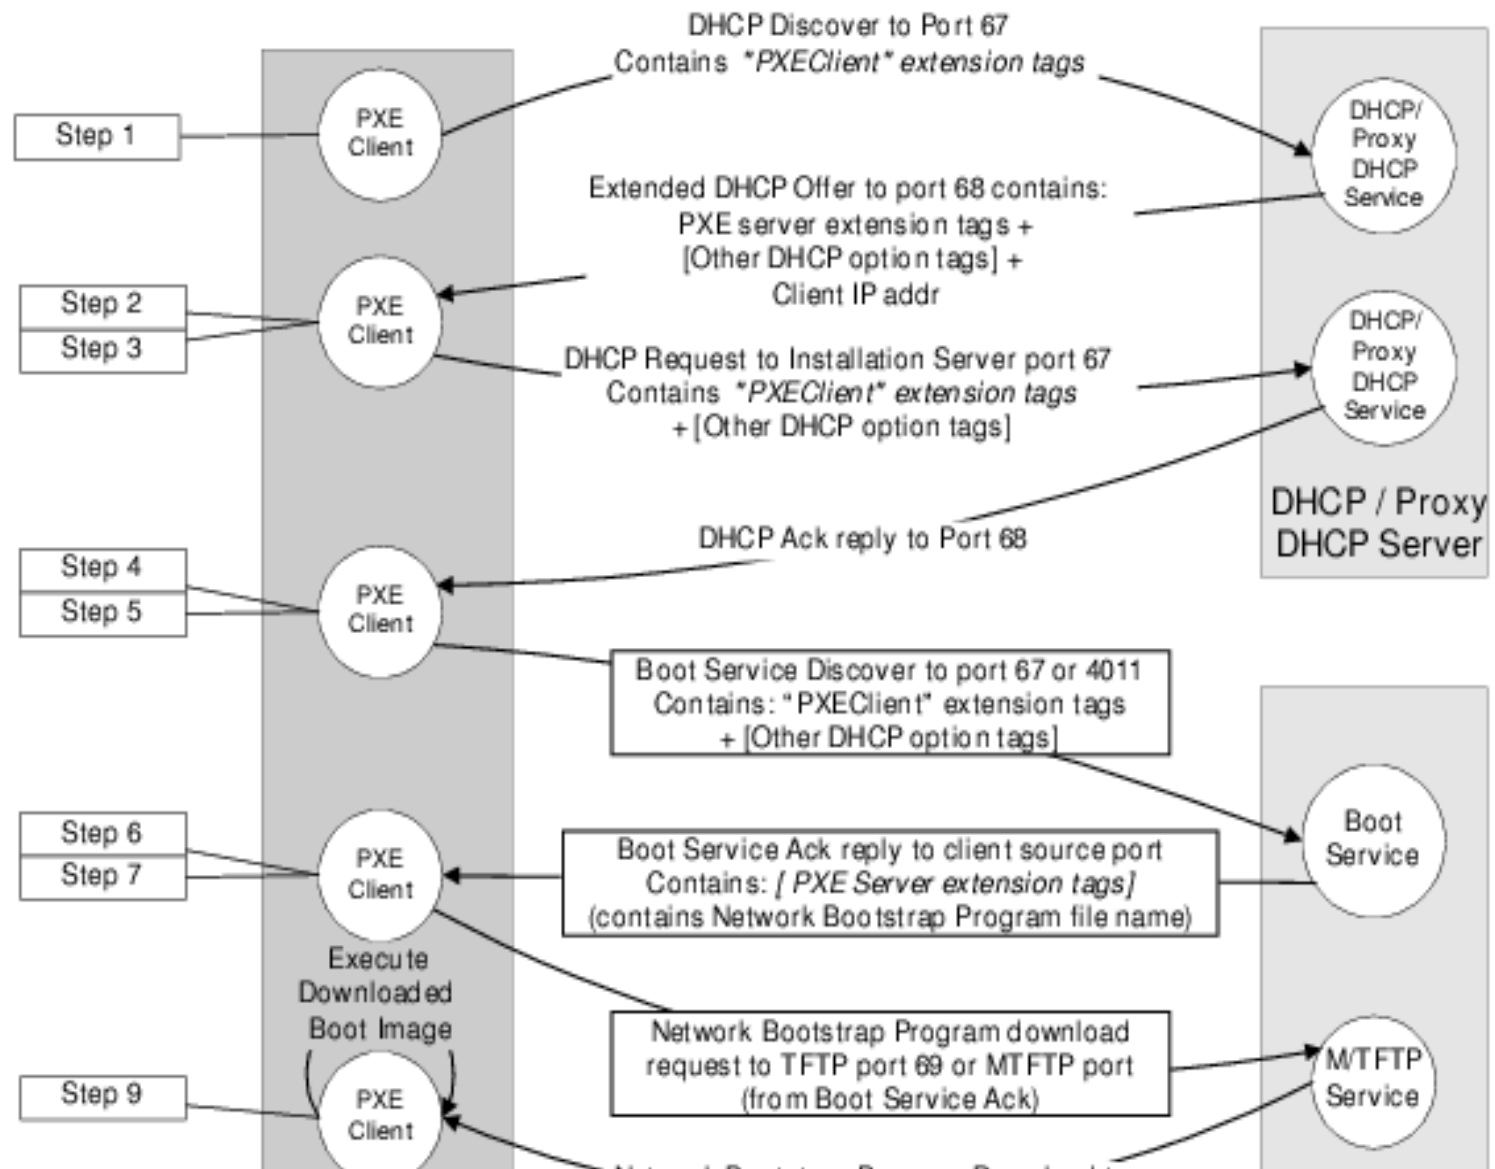 DHCP Discover to Port 67
Contains "PXEClient" extension tags
Step 1
PXE
Client
DHCP/
Proxy
DHCP
Service
Extended DHCP Offer to port 68 contains:
PXE server extension tags +
[Other DHCP option tags] +
Client IP addr
Step 2
Step 3
PXE
Client
DHCP/
Proxy
DHCP
Service
DHCP Request to Installation Server port 67
Contains "PXEClient" extension tags
+ [Other DHCP option tags]
DHCP / Proxy
DHCP Server
DHCP Ack reply to Port 68
Step 4
Step 5
PXE
Client
Boot Service Discover to port 67 or 4011
Contains: "PXEClient" extension tags
+ [Other DHCP option tags]
Boot
Service
Step 6
Step 7
PXE
Client
Boot Service Ack reply to client source port
Contains: [ PXE Server extension tags]
(contains Network Bootstrap Program file name)
Execute
Downloaded
Boot Image
Network Bootstrap Program download
request to TFTP port 69 or MTFTP port
(from Boot Service Ack)
M/TFTP
Service
Step 9
PXE
Client